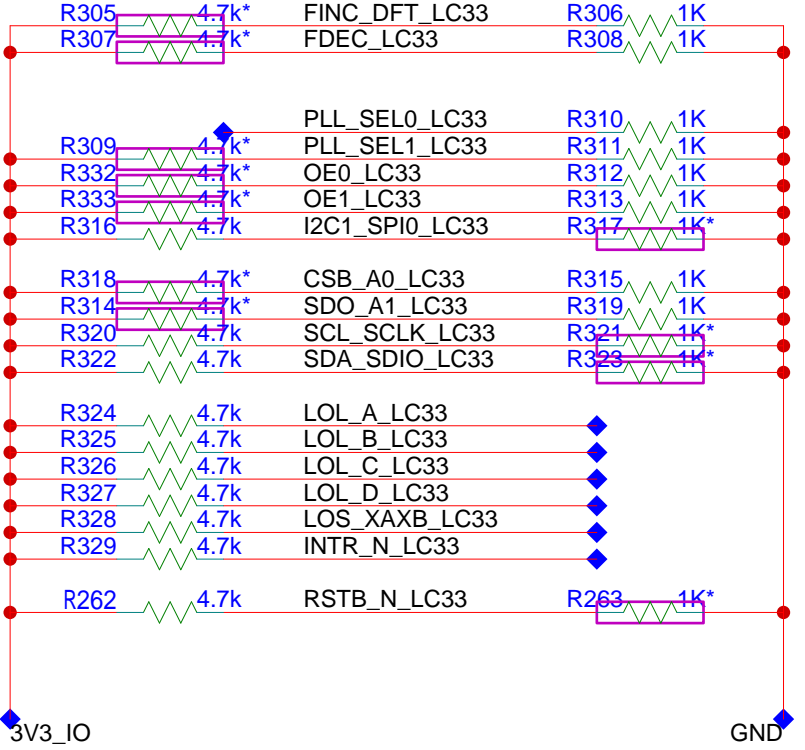 R305 4.7k* FINC_DFT_LC33 R306 1K
R307 4.7k* FDEC_LC33 R308 1K
PLL_SEL0_LC33 R310 1K
R309 4.7k* PLL_SEL1_LC33 R311 1K
R332 4.7k* OE0_LC33 R312 1K
R333 4.7k* OE1_LC33 R313 1K
R316 4.7k I2C1_SPI0_LC33 R317 1K*
R318 4.7k* CSB_A0_LC33 R315 1K
R314 4.7k* SDO_A1_LC33 R319 1K
R320 4.7k SCL_SCLK_LC33 R321 1K*
R322 4.7k SDA_SDIO_LC33 R323 1K*
R324 4.7k LOL_A_LC33
R325 4.7k LOL_B_LC33
R326 4.7k LOL_C_LC33
R327 4.7k LOL_D_LC33
R328 4.7k LOS_XAXB_LC33
R329 4.7k INTR_N_LC33
R262 4.7k RSTB_N_LC33 R263 1K*
3V3_IO GND